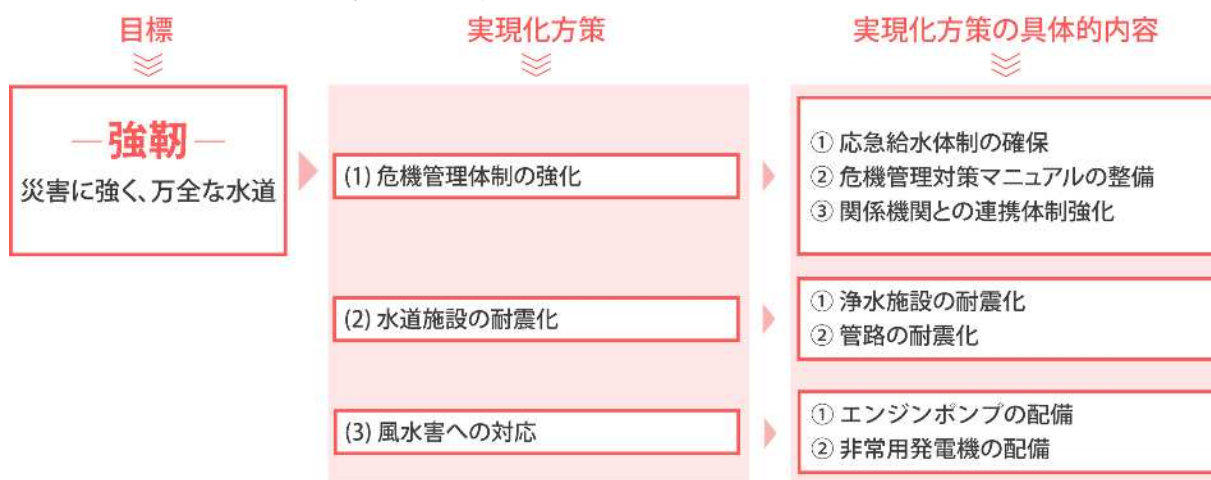 目標
実現化方策
実現化方策の具体的内容
―強靭―
災害に強く、万全な水道
(1) 危機管理体制の強化
① 応急給水体制の確保
② 危機管理対策マニュアルの整備
③ 関係機関との連携体制強化
(2) 水道施設の耐震化
① 浄水施設の耐震化
② 管路の耐震化
(3) 風水害への対応
① エンジンポンプの配備
② 非常用発電機の配備